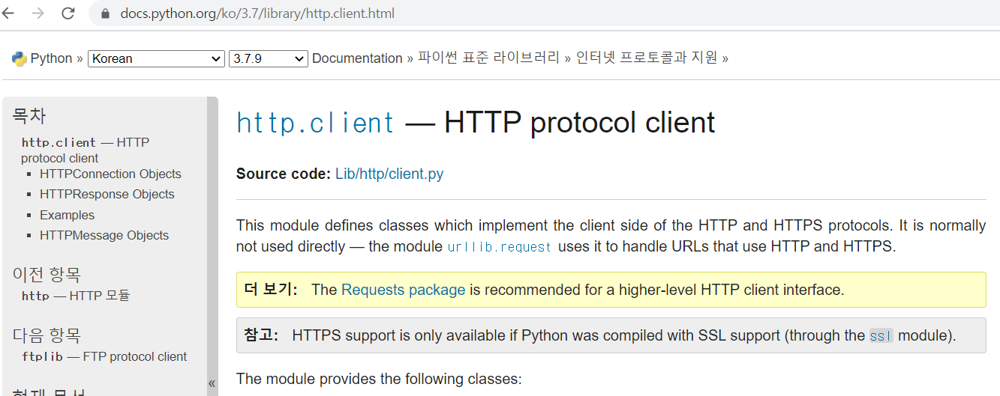 docs.python.org/ko/3.7/library/http.client.html
Python » Korean 3.7.9 Documentation » 파이썬 표준 라이브러리 » 인터넷 프로토콜과 지원 »
목차
http.client — HTTP
protocol client
HTTPConnection Objects
HTTPResponse Objects
Examples
HTTPMessage Objects
이전 항목
http — HTTP 모듈
다음 항목
ftplib — FTP protocol client
현재 문서
«
http.client — HTTP protocol client
Source code: Lib/http/client.py
This module defines classes which implement the client side of the HTTP and HTTPS protocols. It is normally
not used directly — the module urllib.request uses it to handle URLs that use HTTP and HTTPS.
더 보기: The Requests package is recommended for a higher-level HTTP client interface.
참고: HTTPS support is only available if Python was compiled with SSL support (through the ssl module).
The module provides the following classes: